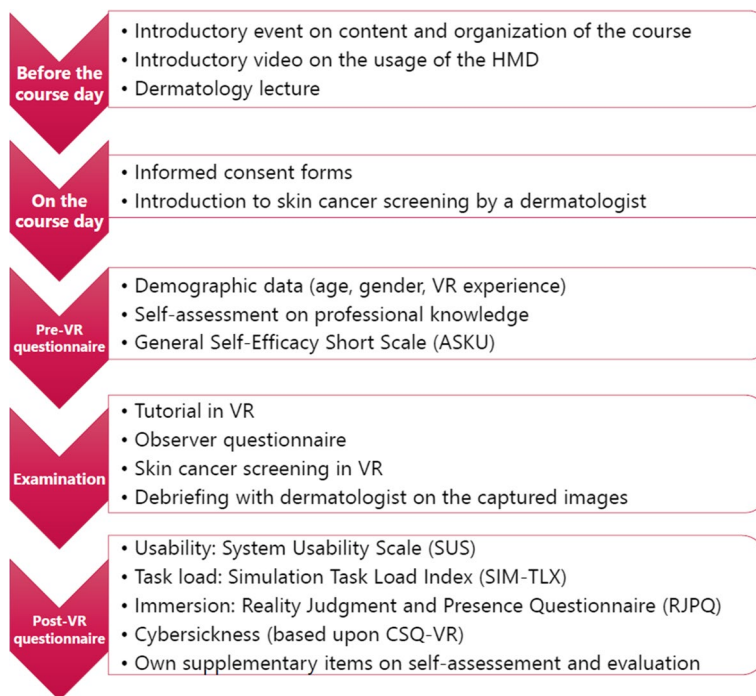 Before the
course day
• Introductory event on content and organization of the course
• Introductory video on the usage of the HMD
• Dermatology lecture
On the
course day
• Informed consent forms
• Introduction to skin cancer screening by a dermatologist
Pre-VR
questionnaire
• Demographic data (age, gender, VR experience)
• Self-assessment on professional knowledge
• General Self-Efficacy Short Scale (ASKU)
Examination
• Tutorial in VR
• Observer questionnaire
• Skin cancer screening in VR
• Debriefing with dermatologist on the captured images
Post-VR
questionnaire
• Usability: System Usability Scale (SUS)
• Task load: Simulation Task Load Index (SIM-TLX)
• Immersion: Reality Judgment and Presence Questionnaire (RJPQ)
• Cybersickness (based upon CSQ-VR)
• Own supplementary items on self-assessement and evaluation